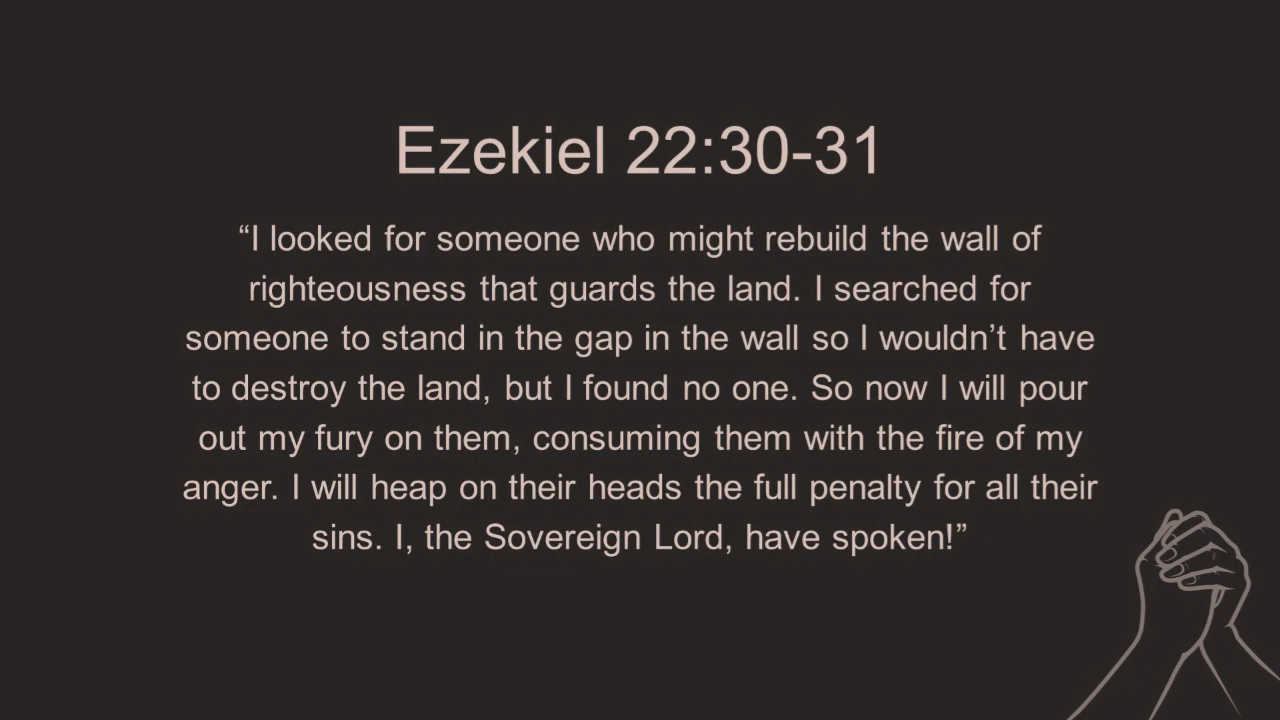 Ezekiel 22:30-31
“I looked for someone who might rebuild the wall of
righteousness that guards the land. I searched for
someone to stand in the gap in the wall so I wouldn’t have
to destroy the land, but I found no one. So now I will pour
out my fury on them, consuming them with the fire of my
anger. I will heap on their heads the full penalty for all their
sins. I, the Sovereign Lord, have spoken!”